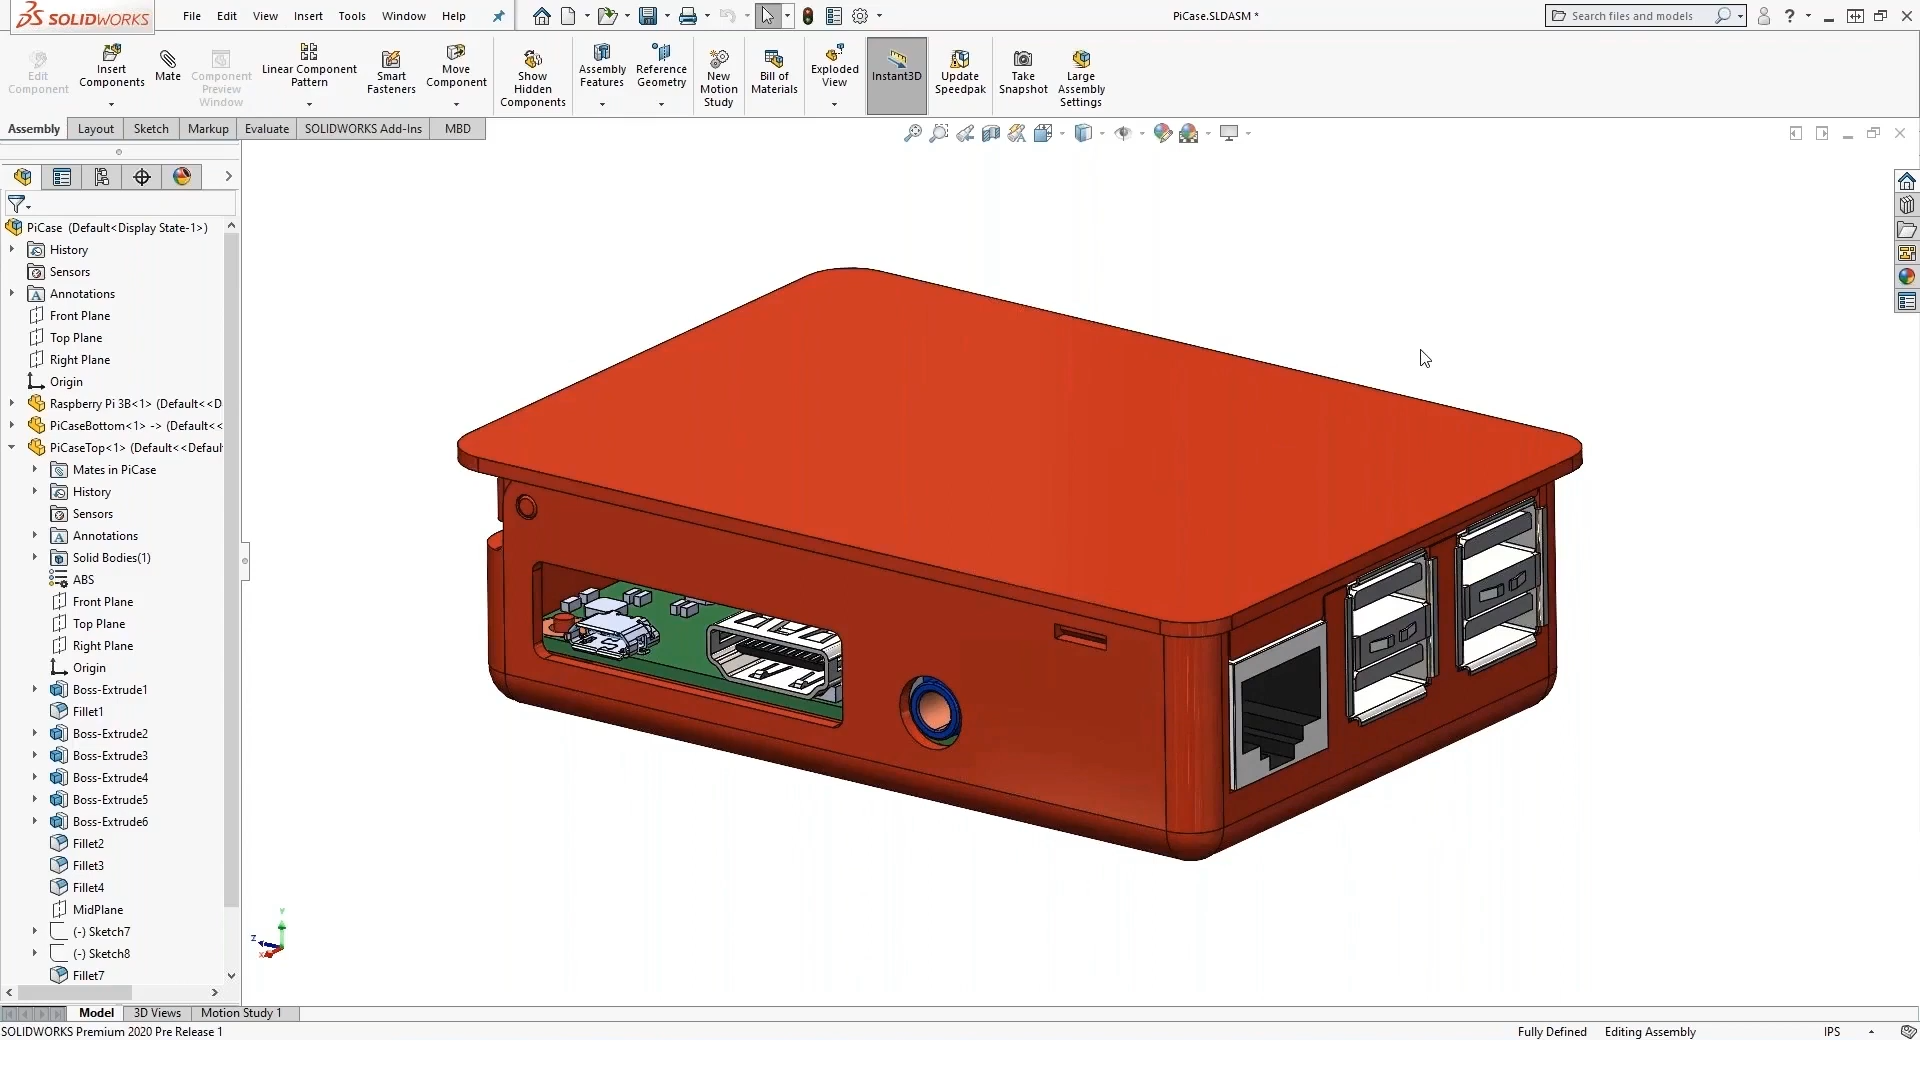 SOLIDWORKS File Edit View Insert Tools Window Help PiCase.SLDASM * Search files and models ?
Edit Component Insert Components Mate Component Preview Window Linear Component Pattern Smart Fasteners Move Component Show Hidden Components Assembly Features Reference Geometry New Motion Study Bill of Materials Exploded View Instant3D Update Speedpak Take Snapshot Large Assembly Settings
Assembly Layout Sketch Markup Evaluate SOLIDWORKS Add-Ins MBD
PiCase (Default<Display State-1>)
History
Sensors
Annotations
Front Plane
Top Plane
Right Plane
Origin
Raspberry Pi 3B<1> (Default<<D
PiCaseBottom<1> -> (Default<<
PiCaseTop<1> (Default<<Defaul
Mates in PiCase
History
Sensors
Annotations
Solid Bodies(1)
ABS
Front Plane
Top Plane
Right Plane
Origin
Boss-Extrude1
Fillet1
Boss-Extrude2
Boss-Extrude3
Boss-Extrude4
Boss-Extrude5
Boss-Extrude6
Fillet2
Fillet3
Fillet4
MidPlane
(-) Sketch7
(-) Sketch8
Fillet7
Y
Z
X
Model 3D Views Motion Study 1
SOLIDWORKS Premium 2020 Pre Release 1 Fully Defined Editing Assembly IPS